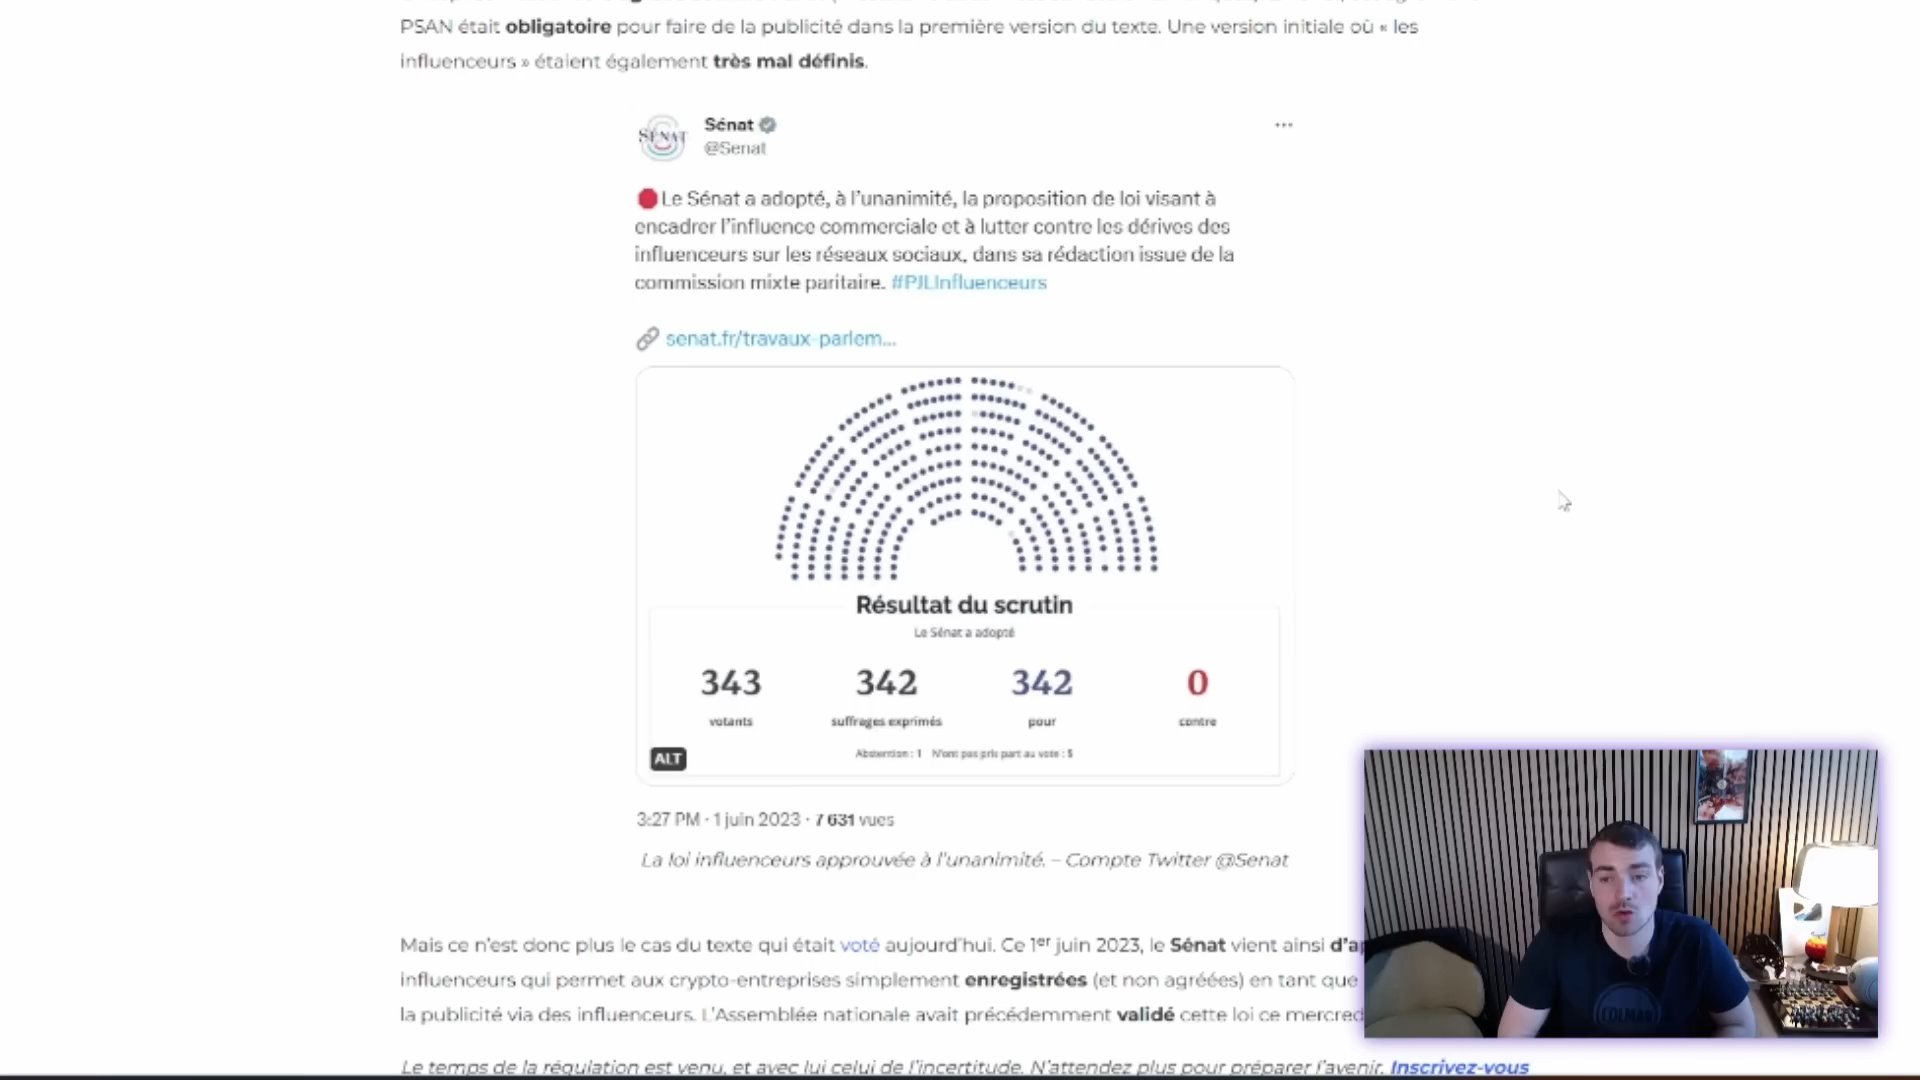 PSAN était obligatoire pour faire de la publicité dans la première version du texte. Une version initiale où « les
influenceurs » étaient également très mal définis.
SÉNAT
Sénat
@Senat
Le Sénat a adopté, à l'unanimité, la proposition de loi visant à
encadrer l'influence commerciale et à lutter contre les dérives des
influenceurs sur les réseaux sociaux, dans sa rédaction issue de la
commission mixte paritaire. #PJLInfluenceurs
senat.fr/travaux-parlem...
Résultat du scrutin
Le Sénat a adopté
343 342 342 0
votants suffrages exprimés pour contre
Abstention : 1 N'ont pas pris part au vote : 5
ALT
3:27 PM · 1 juin 2023 · 7 631 vues
La loi influenceurs approuvée à l'unanimité. – Compte Twitter @Senat
Mais ce n'est donc plus le cas du texte qui était voté aujourd'hui. Ce 1er juin 2023, le Sénat vient ainsi
influenceurs qui permet aux crypto-entreprises simplement enregistrées (et non agréées) en tant que
la publicité via des influenceurs. L'Assemblée nationale avait précédemment validé cette loi ce mercred
Le temps de la régulation est venu, et avec lui celui de l'incertitude. N'attendez plus pour préparer l'avenir. Inscrivez-vous